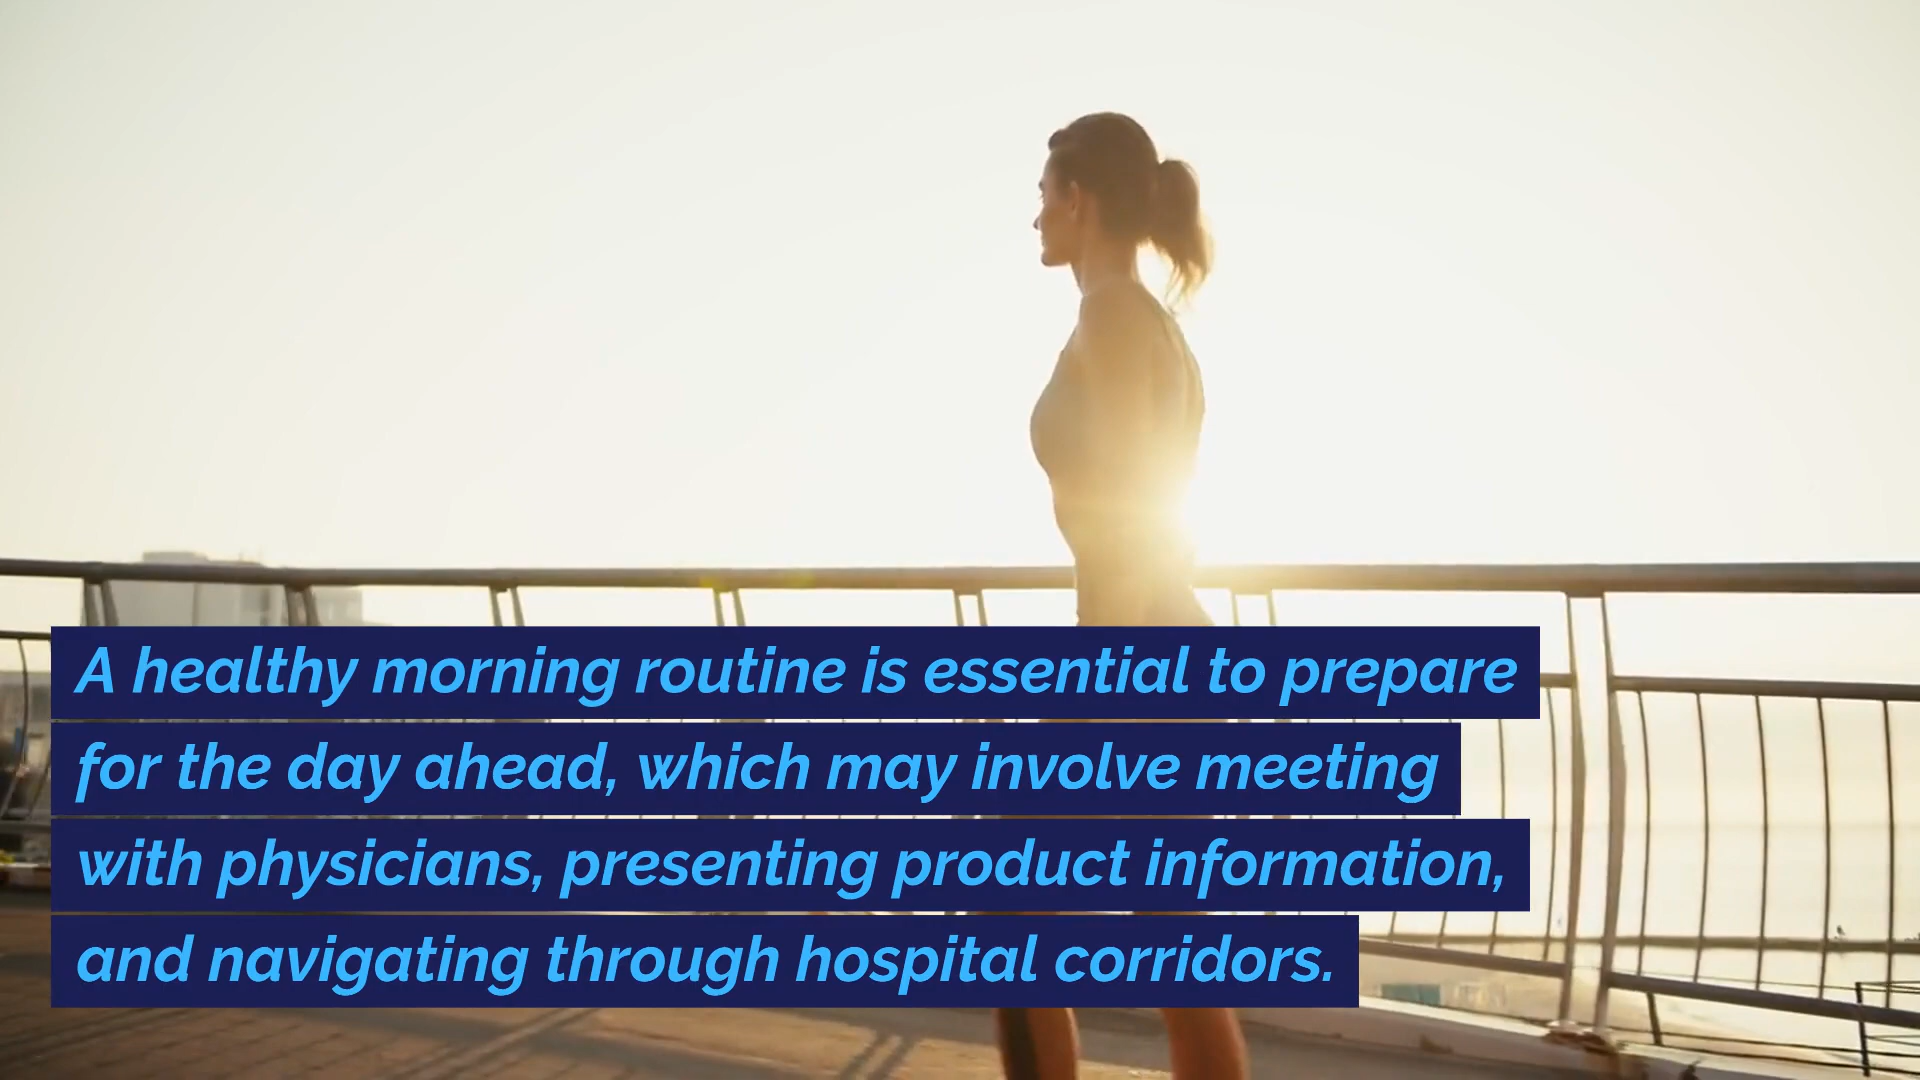 A healthy morning routine is essential to prepare
for the day ahead, which may involve meeting
with physicians, presenting product information,
and navigating through hospital corridors.